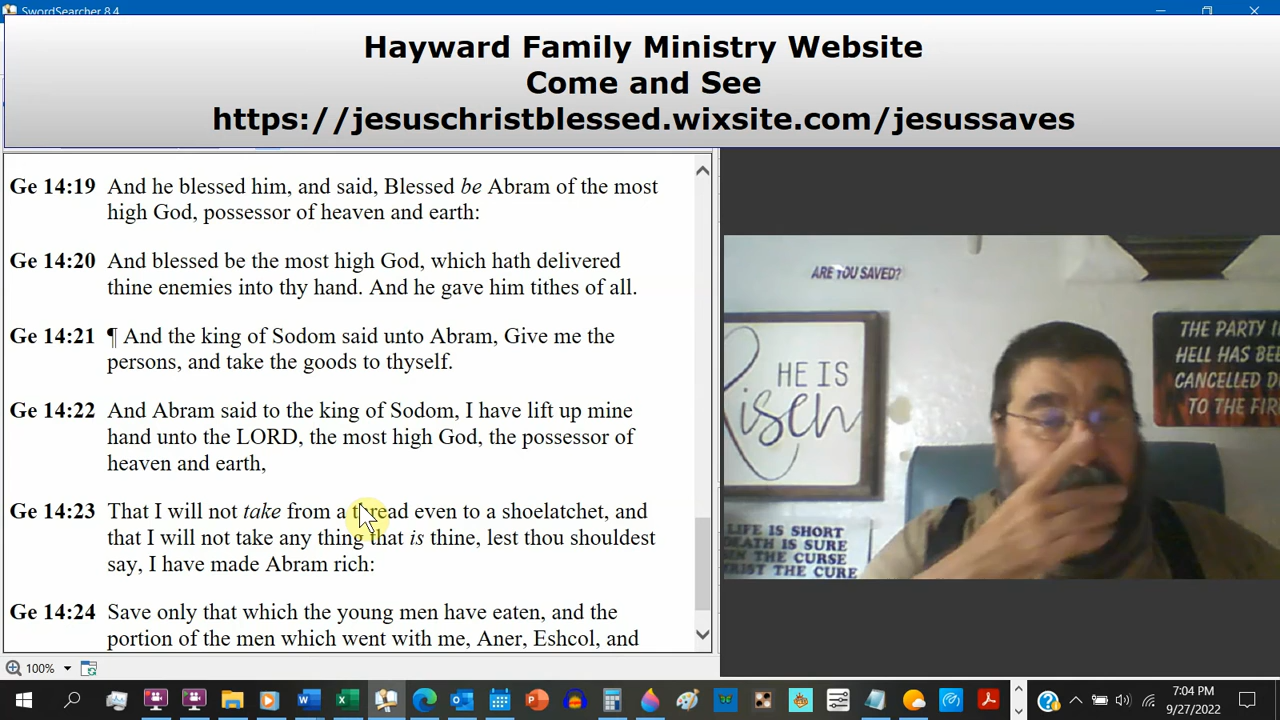 SwordSearcher 8.4
Hayward Family Ministry Website
Come and See
https://jesuschristblessed.wixsite.com/jesussaves
Ge 14:19 And he blessed him, and said, Blessed be Abram of the most
high God, possessor of heaven and earth:
Ge 14:20 And blessed be the most high God, which hath delivered
thine enemies into thy hand. And he gave him tithes of all.
Ge 14:21 ¶ And the king of Sodom said unto Abram, Give me the
persons, and take the goods to thyself.
Ge 14:22 And Abram said to the king of Sodom, I have lift up mine
hand unto the LORD, the most high God, the possessor of
heaven and earth,
Ge 14:23 That I will not take from a thread even to a shoelatchet, and
that I will not take any thing that is thine, lest thou shouldest
say, I have made Abram rich:
Ge 14:24 Save only that which the young men have eaten, and the
portion of the men which went with me, Aner, Eshcol, and
100%
ARE YOU SAVED?
HE IS
Risen
THE PARTY I
HELL HAS BEE
CANCELLED D
TO THE FIR
LIFE IS SHORT
DEATH IS SURE
THE CURSE
THE CURE
7:04 PM
9/27/2022